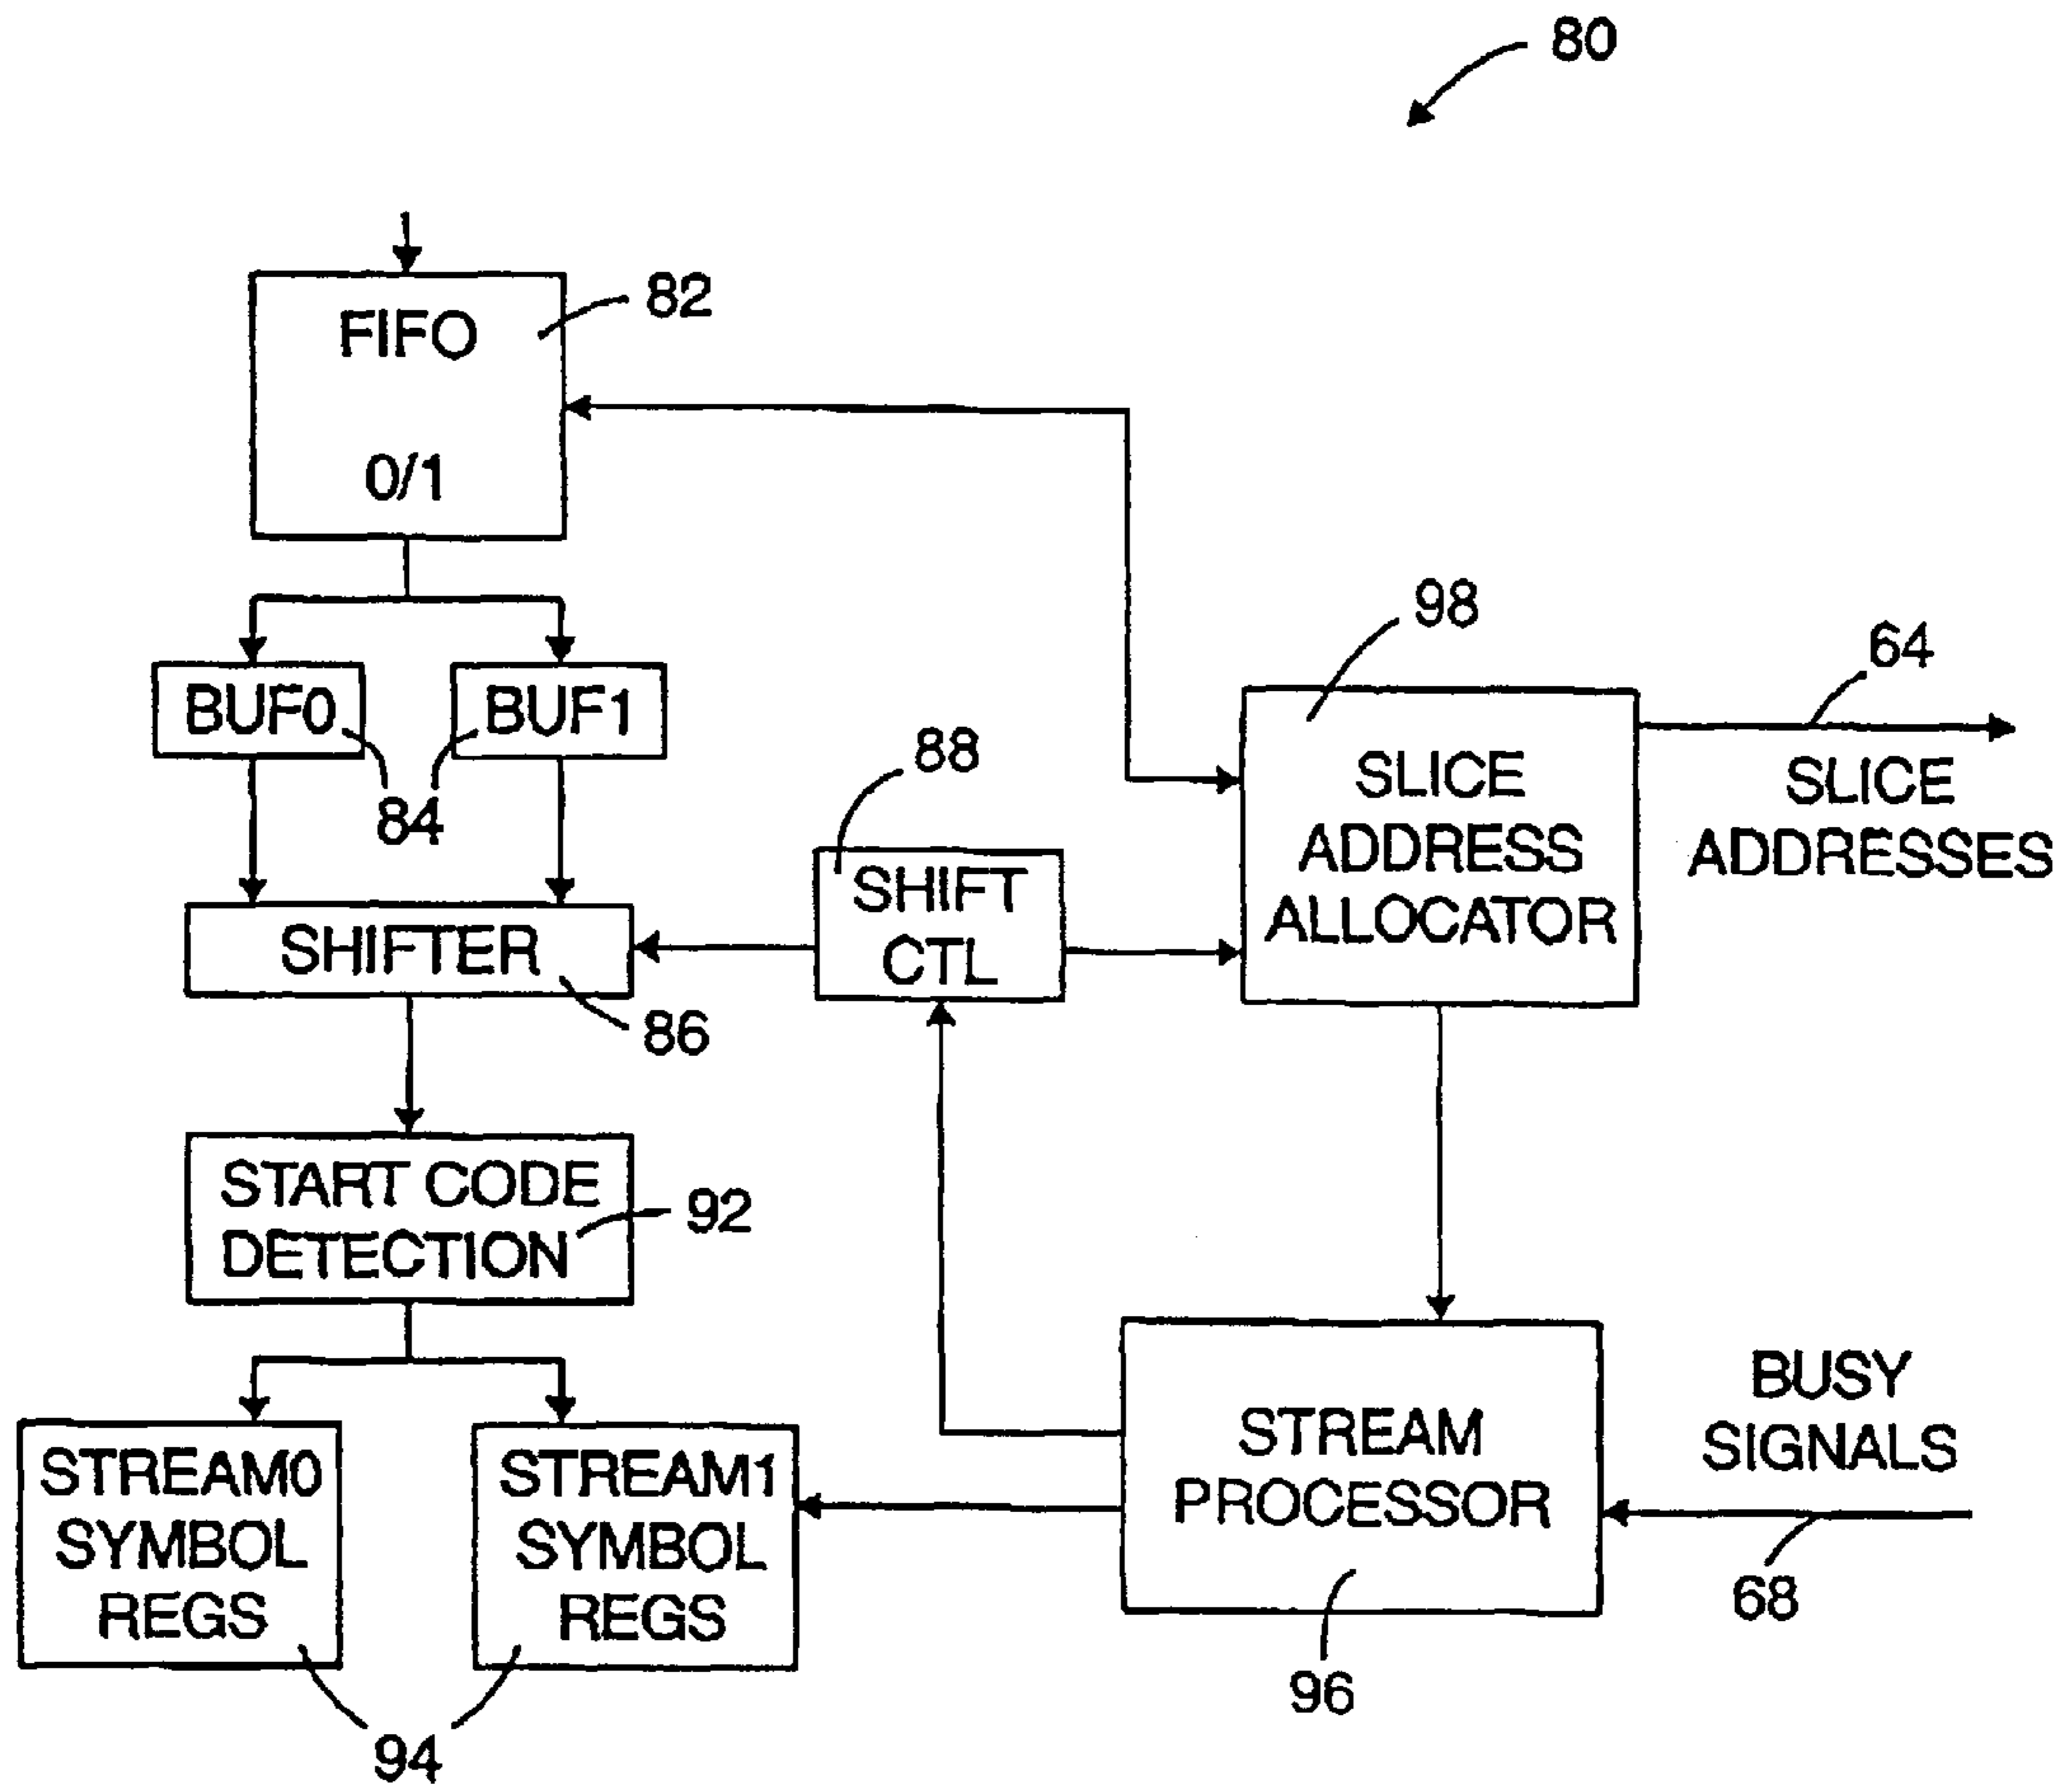 80
FIFO
0/1
82
BUF0
BUF1
84
98
64
SLICE
ADDRESSES
88
SHIFT
CTL
SLICE
ADDRESS
ALLOCATOR
SHIFTER
86
START CODE
DETECTION
92
STREAM0
SYMBOL
REGS
STREAM1
SYMBOL
REGS
94
STREAM
PROCESSOR
96
BUSY
SIGNALS
68